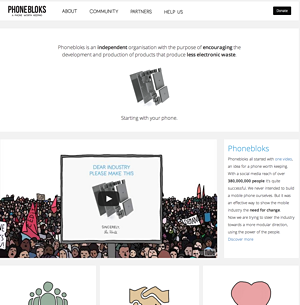 PHONEBLOKS
A PHONE WORTH KEEPING
ABOUT
COMMUNITY
PARTNERS
HELP US
Donate
Phonebloks is an independent organisation with the purpose of encouraging the
development and production of products that produce less electronic waste.
Starting with your phone.
DEAR INDUSTRY
PLEASE MAKE THIS
Phonebloks
Phonebloks all started with one video,
an idea for a phone worth keeping.
With a social media reach of over
380,000,000 people it's quite
successful. We never intended to build
a mobile phone ourselves. But it was
an effective way to show the mobile
industry the need for change.
Now we are trying to steer the industry
towards a more modular direction,
using the power of the people.
Discover more